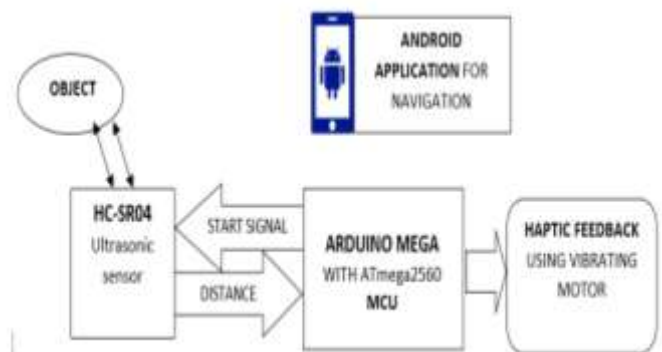 ANDROID
APPLICATION FOR
NAVIGATION
OBJECT
HC-SR04
Ultrasonic
sensor
START SIGNAL
DISTANCE
ARDUINO MEGA
WITH ATmega2560
MCU
HAPTIC FEEDBACK
USING VIBRATING
MOTOR